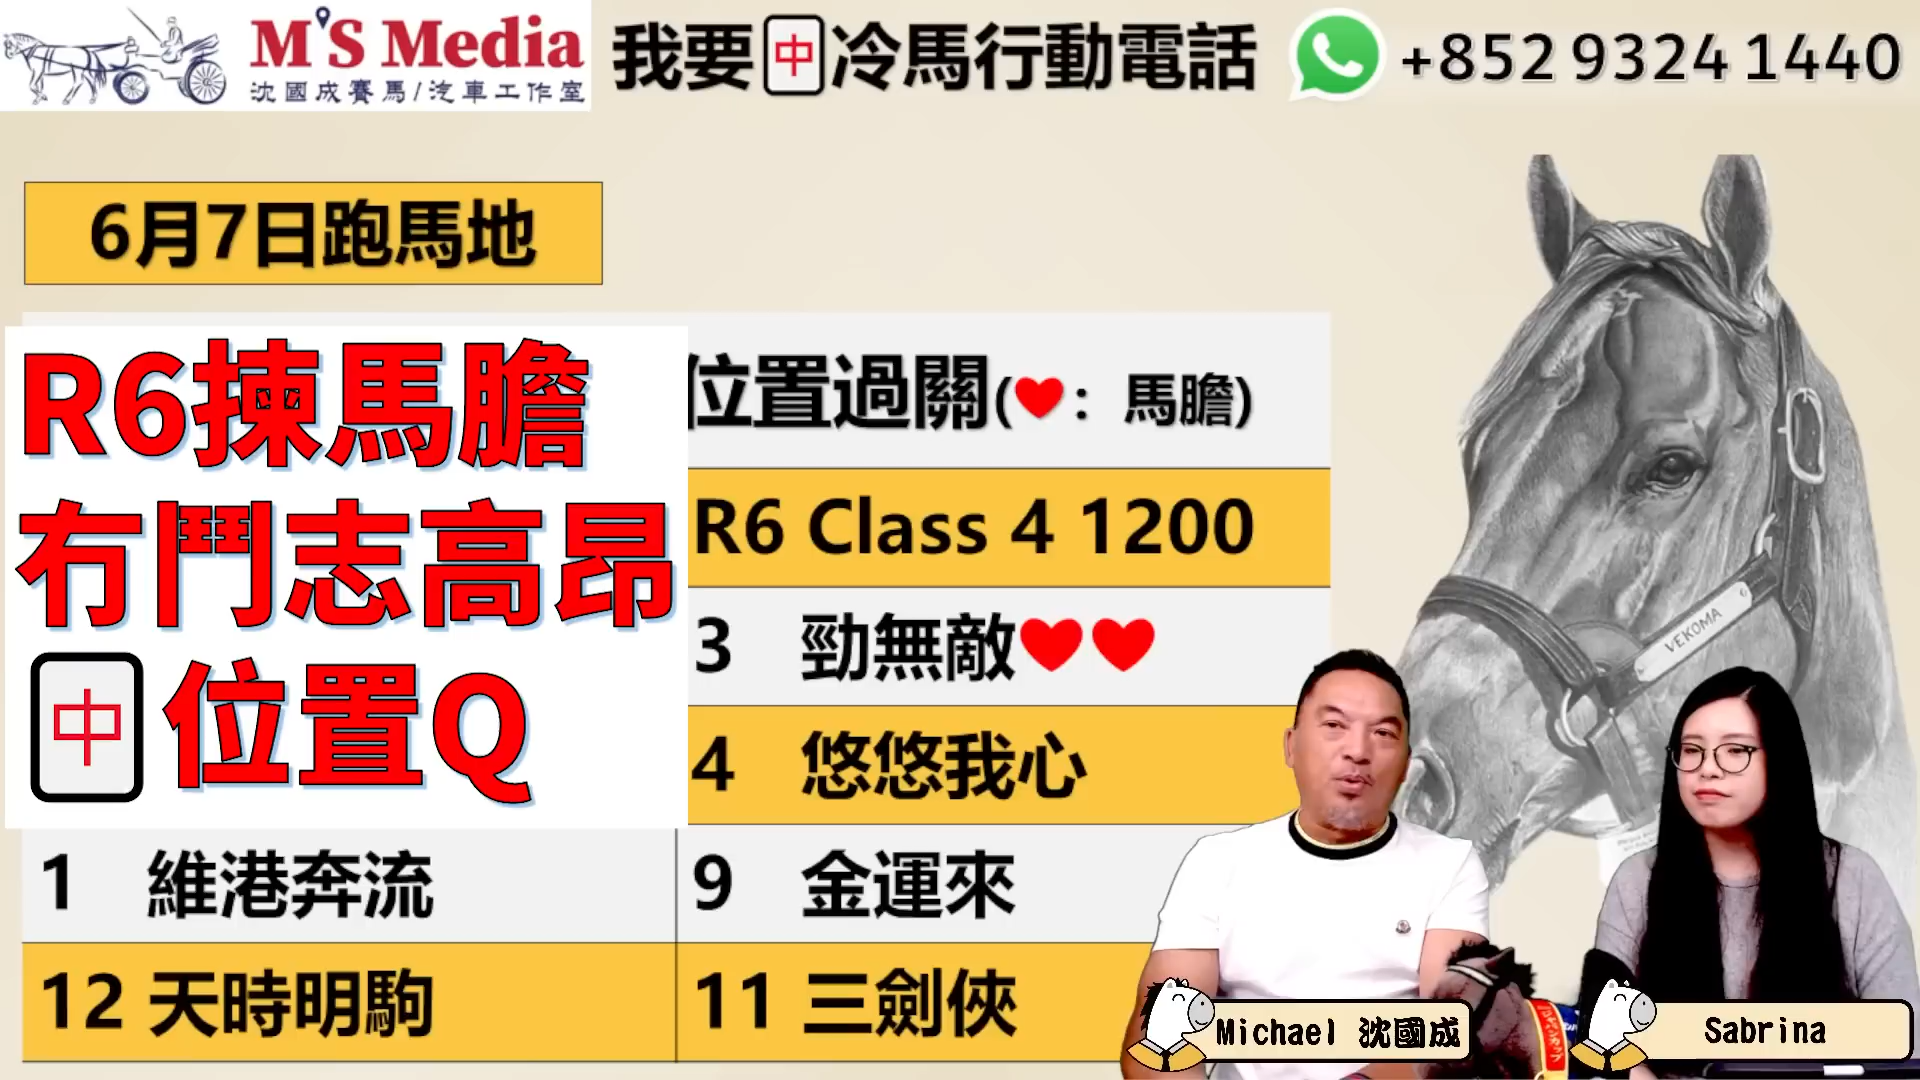 M'S Media
沈國成賽馬/汽車工作室
我要中冷馬行動電話
+852 9324 1440
6月7日跑馬地
R6揀馬膽
冇鬥志高昂
中位置Q
位置過關(❤：馬膽)
R6 Class 4 1200
3 勁無敵❤❤
4 悠悠我心
1 維港奔流
9 金運來
12 天時明駒
11 三劍俠
VEKOMA
Michael 沈國成
Sabrina